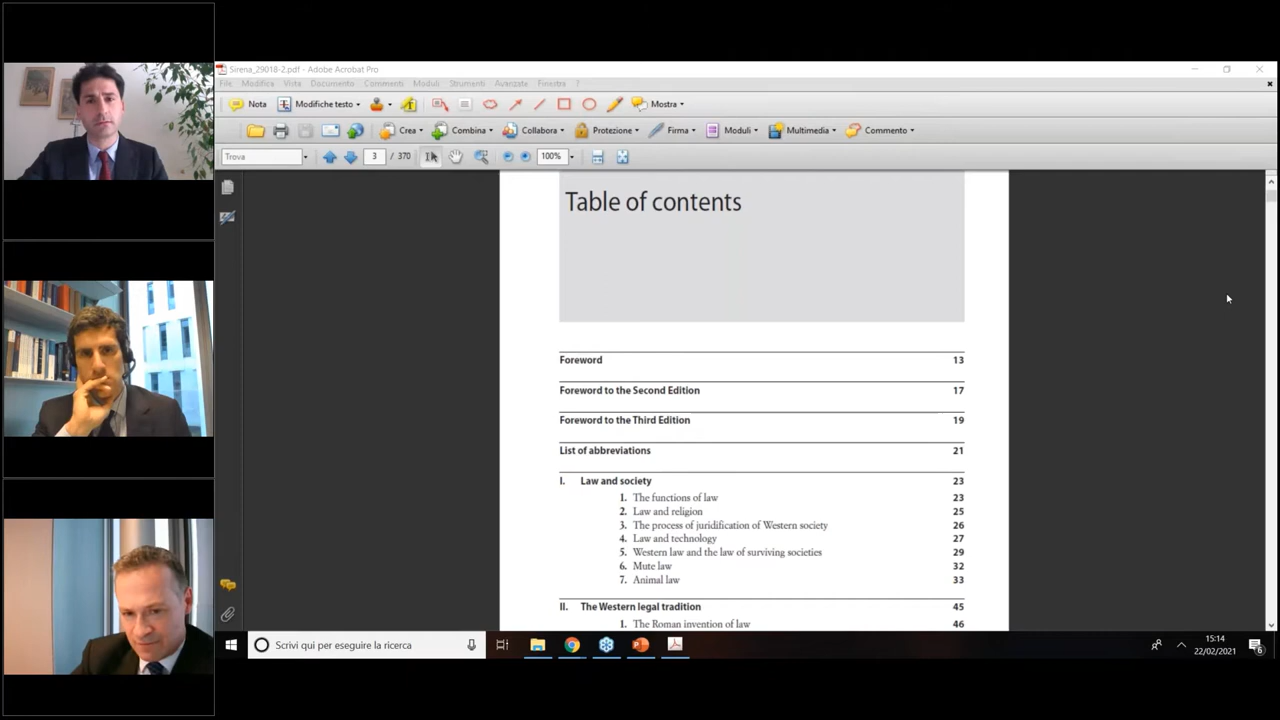 Sirena_29018-2.pdf - Adobe Acrobat Pro
File Modifica Vista Documento Commenti Moduli Strumenti Avanzate Finestra ?
Nota Modifiche testo Mostra
Crea Combina Collabora Protezione Firma Moduli Multimedia Commento
Trova 3 / 370 100%
Table of contents
Foreword 13
Foreword to the Second Edition 17
Foreword to the Third Edition 19
List of abbreviations 21
I. Law and society 23
1. The functions of law 23
2. Law and religion 25
3. The process of juridification of Western society 26
4. Law and technology 27
5. Western law and the law of surviving societies 29
6. Mute law 32
7. Animal law 33
II. The Western legal tradition 45
1. The Roman invention of law 46
Scrivi qui per eseguire la ricerca
15:14
22/02/2021
6